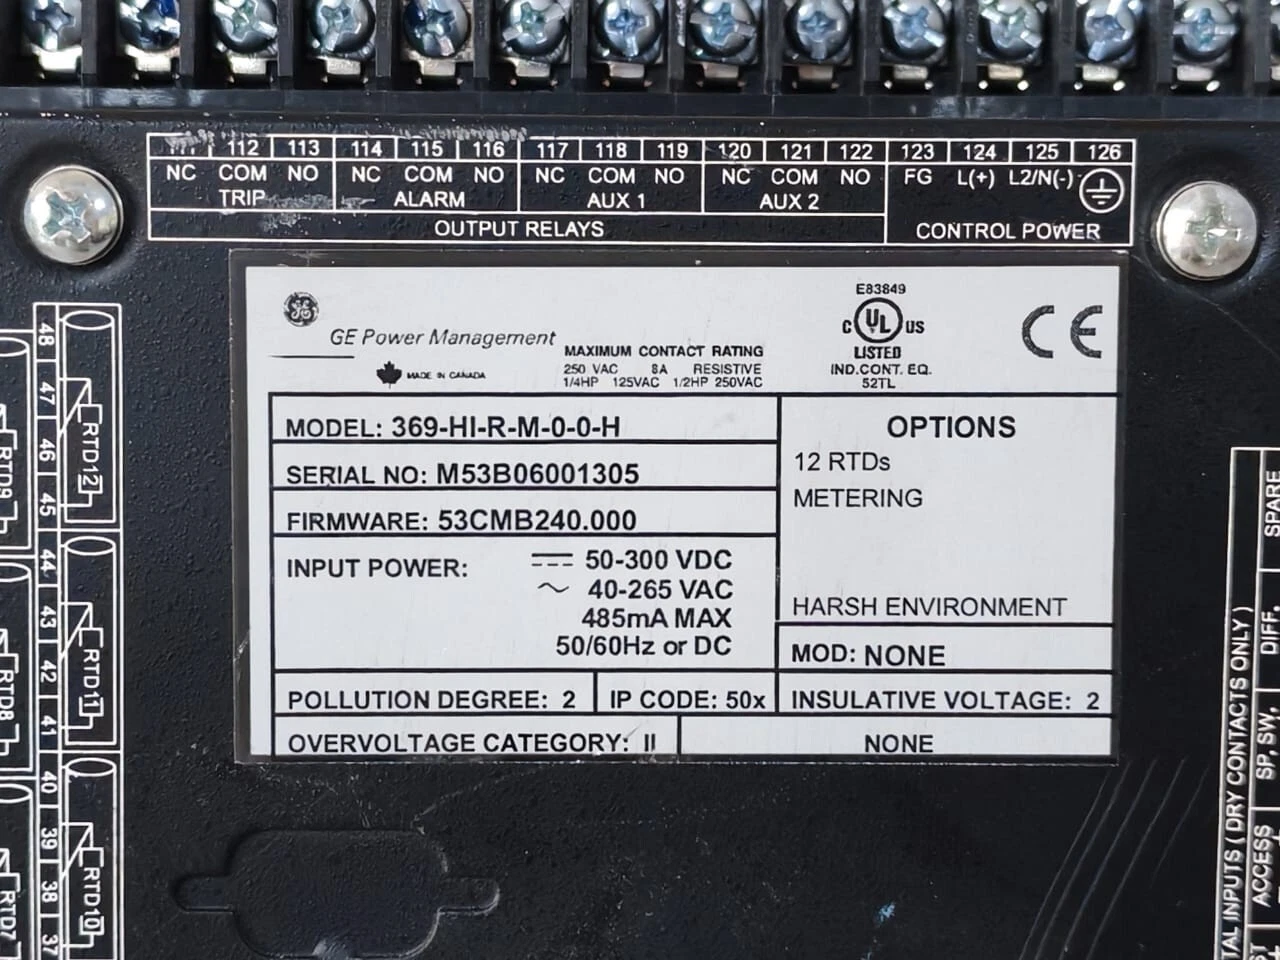 112 113 114 115 116 117 118 119 120 121 122 123 124 125 126
NC COM NO NC COM NO NC COM NO NC COM NO FG L(+) L2/N(-)
TRIP ALARM AUX 1 AUX 2
OUTPUT RELAYS CONTROL POWER
GE
GE Power Management
MADE IN CANADA
MAXIMUM CONTACT RATING
250 VAC 8A RESISTIVE
1/4HP 125VAC 1/2HP 250VAC
E83849
C UL US
LISTED
IND.CONT. EQ.
52TL
CE
MODEL: 369-HI-R-M-0-0-H
SERIAL NO: M53B06001305
FIRMWARE: 53CMB240.000
INPUT POWER: 50-300 VDC
~ 40-265 VAC
485mA MAX
50/60Hz or DC
OPTIONS
12 RTDs
METERING
HARSH ENVIRONMENT
MOD: NONE
POLLUTION DEGREE: 2 IP CODE: 50x INSULATIVE VOLTAGE: 2
OVERVOLTAGE CATEGORY: II NONE
48
47
46
45
44
43
42
41
40
39
38
37
RTD12
RTD11
RTD10
RTD9
RTD8
RTD7
INPUTS ( DRY CONTACTS ONLY )
SPARE
DIFF.
SP. SW.
ACCESS